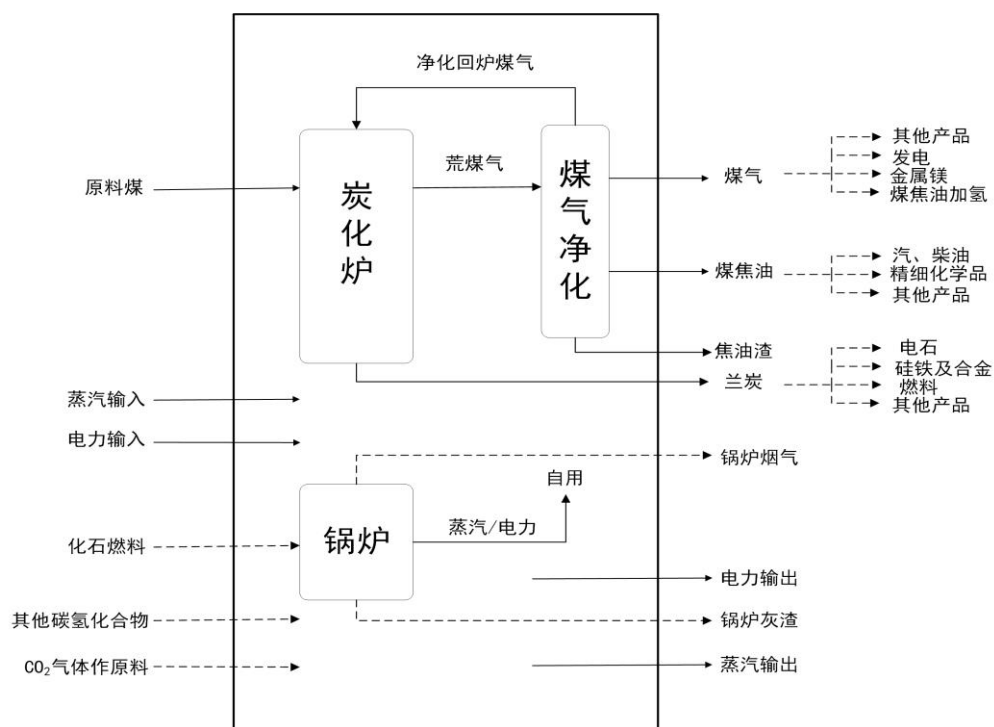 净化回炉煤气
原料煤
炭化炉
荒煤气
煤气净化
煤气
其他产品
发电
金属镁
煤焦油加氢
煤焦油
汽、柴油
精细化学品
其他产品
焦油渣
兰炭
电石
硅铁及合金
燃料
其他产品
蒸汽输入
电力输入
锅炉烟气
自用
化石燃料
锅炉
蒸汽/电力
电力输出
其他碳氢化合物
锅炉灰渣
CO₂气体作原料
蒸汽输出